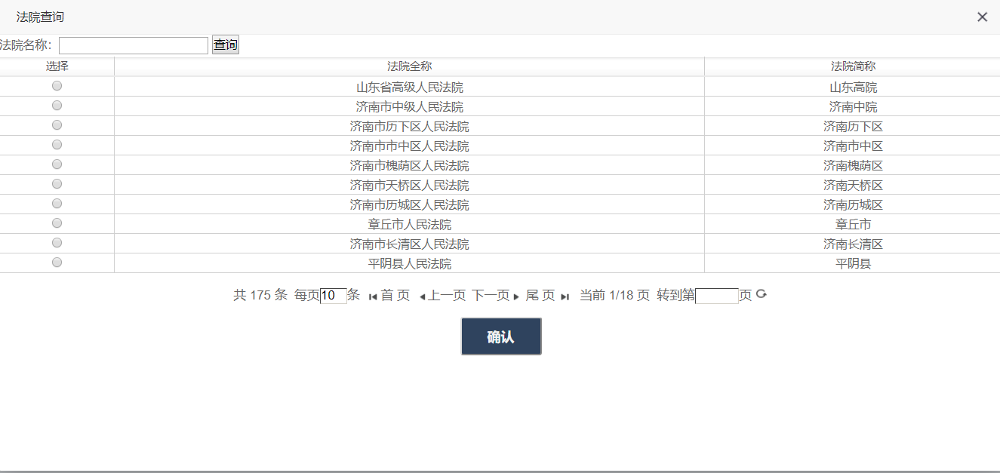 法院查询
法院名称： 查询
选择 法院全称 法院简称
山东省高级人民法院 山东高院
济南市中级人民法院 济南中院
济南市历下区人民法院 济南历下区
济南市市中区人民法院 济南市中区
济南市槐荫区人民法院 济南槐荫区
济南市天桥区人民法院 济南天桥区
济南市历城区人民法院 济南历城区
章丘市人民法院 章丘市
济南市长清区人民法院 济南长清区
平阴县人民法院 平阴县
共 175 条 每页10条 首 页 上一页 下一页 尾 页 当前 1/18 页 转到第 页
确认